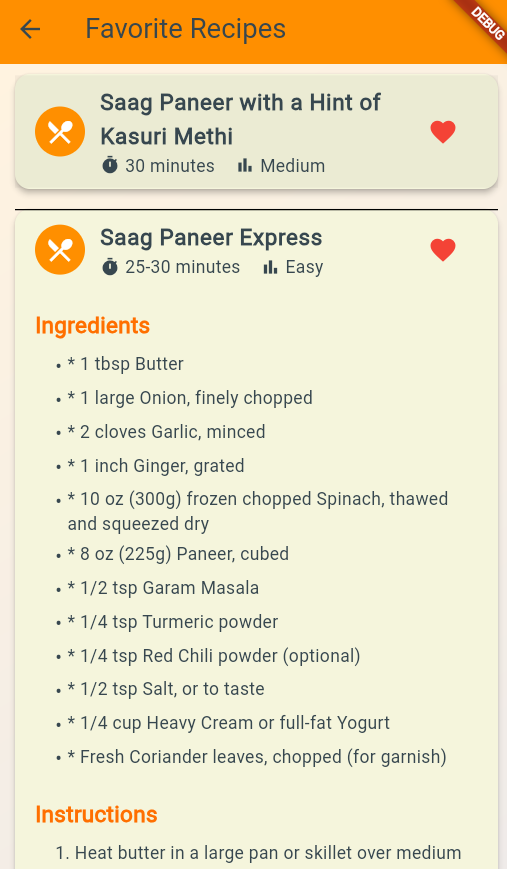 Favorite Recipes
DEBUG
Saag Paneer with a Hint of
Kasuri Methi
30 minutes Medium
Saag Paneer Express
25-30 minutes Easy
Ingredients
• * 1 tbsp Butter
• * 1 large Onion, finely chopped
• * 2 cloves Garlic, minced
• * 1 inch Ginger, grated
• * 10 oz (300g) frozen chopped Spinach, thawed
and squeezed dry
• * 8 oz (225g) Paneer, cubed
• * 1/2 tsp Garam Masala
• * 1/4 tsp Turmeric powder
• * 1/4 tsp Red Chili powder (optional)
• * 1/2 tsp Salt, or to taste
• * 1/4 cup Heavy Cream or full-fat Yogurt
• * Fresh Coriander leaves, chopped (for garnish)
Instructions
1. Heat butter in a large pan or skillet over medium